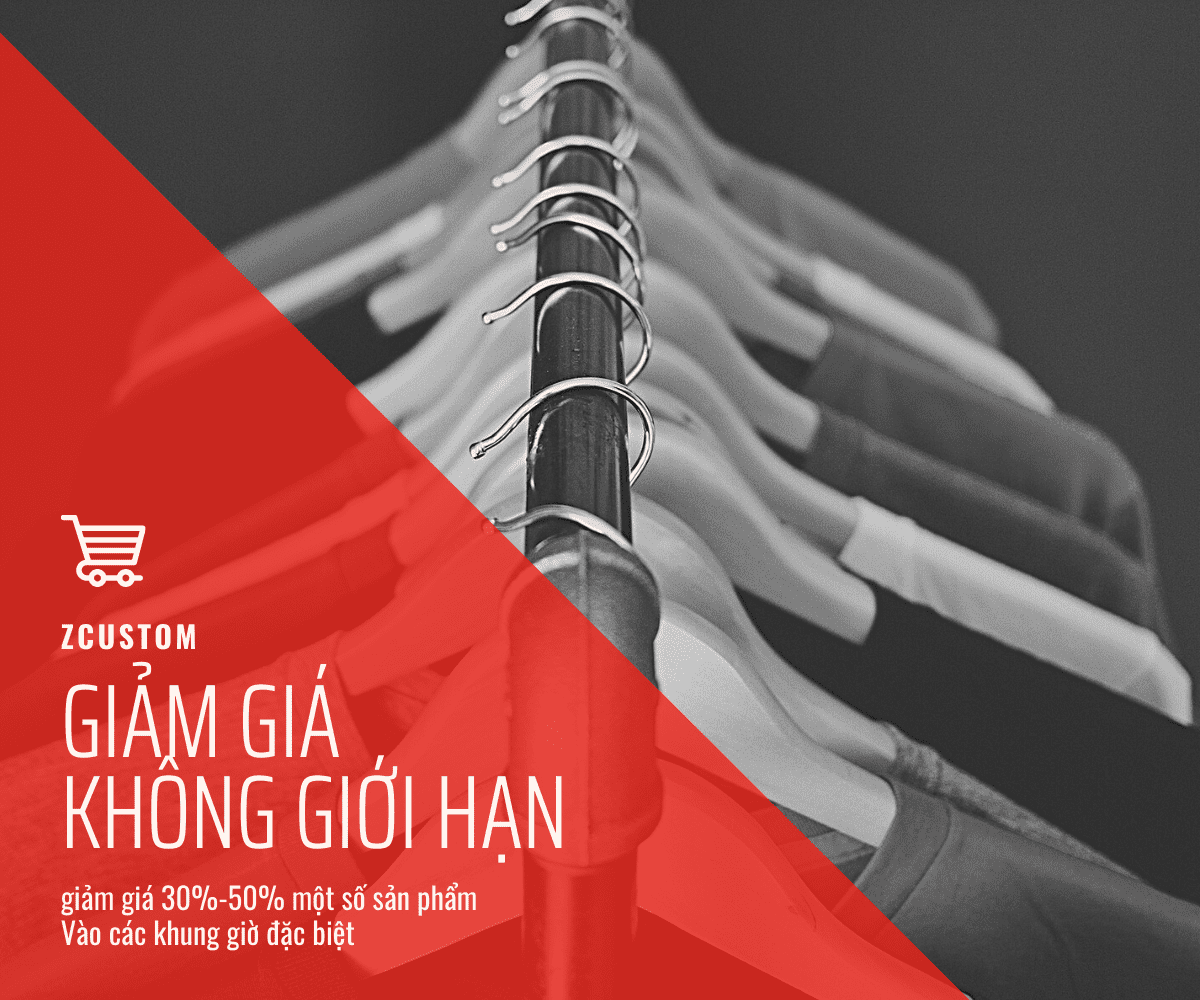 ZCUSTOM
GIẢM GIÁ
KHÔNG GIỚI HẠN
giảm giá 30%-50% một số sản phẩm
Vào các khung giờ đặc biệt